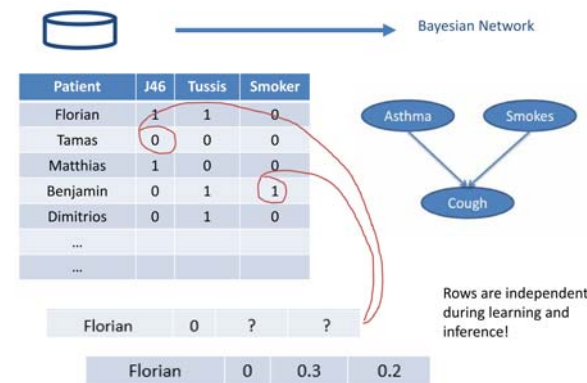 Bayesian Network
Patient J46 Tussis Smoker
Florian 1 1 0
Tamas 0 0 0
Matthias 1 0 0
Benjamin 0 1 1
Dimitrios 0 1 0
...
...
Asthma Smokes
Cough
Rows are independent
during learning and
inference!
Florian 0 ? ?
Florian 0 0.3 0.2